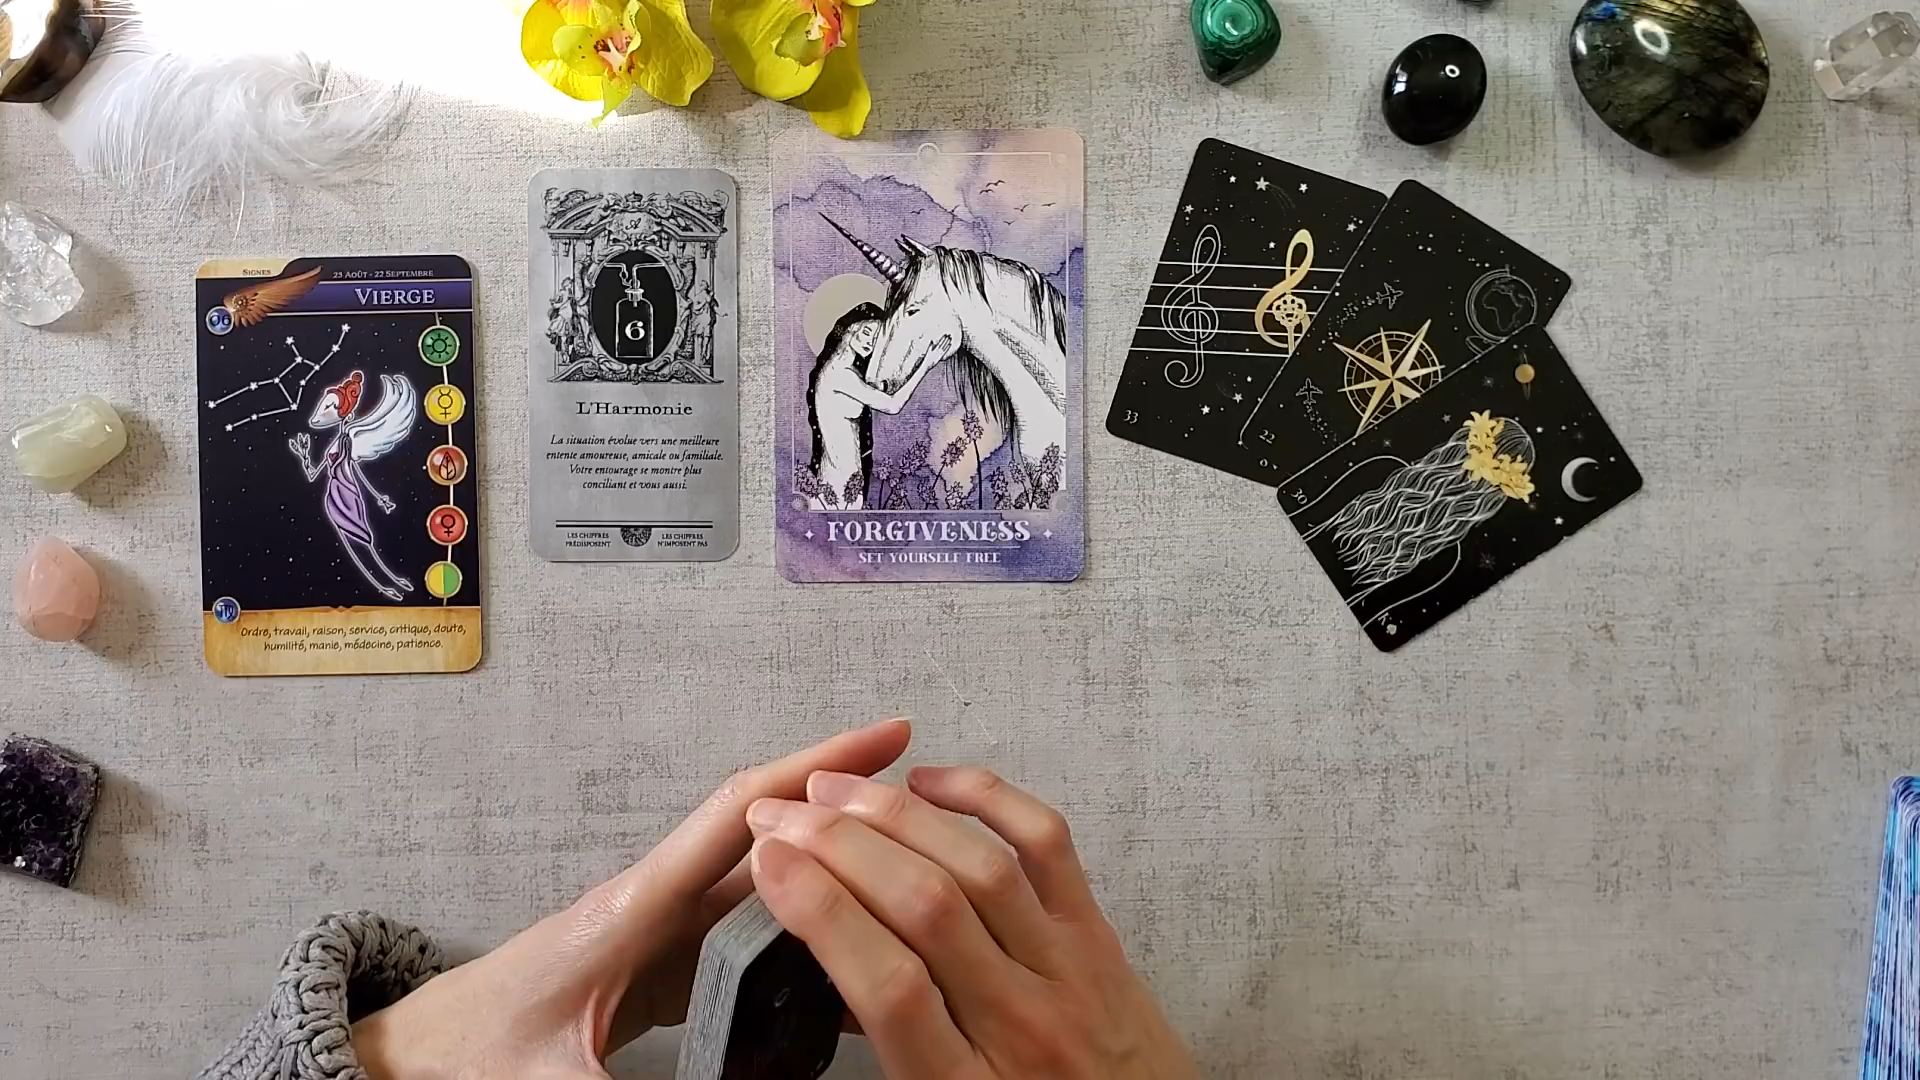 SIGNES
23 AOÛT - 22 SEPTEMBRE
VIERGE
06
Ordre, travail, raison, service, critique, doute,
humilité, manie, médecine, patience.
A
6
L'Harmonie
La situation évolue vers une meilleure
entente amoureuse, amicale ou familiale.
Votre entourage se montre plus
conciliant et vous aussi.
LES CHIFFRES
PRÉDISPOSENT
LES CHIFFRES
N'IMPOSENT PAS
FORGIVENESS
SET YOURSELF FREE
33
22
30